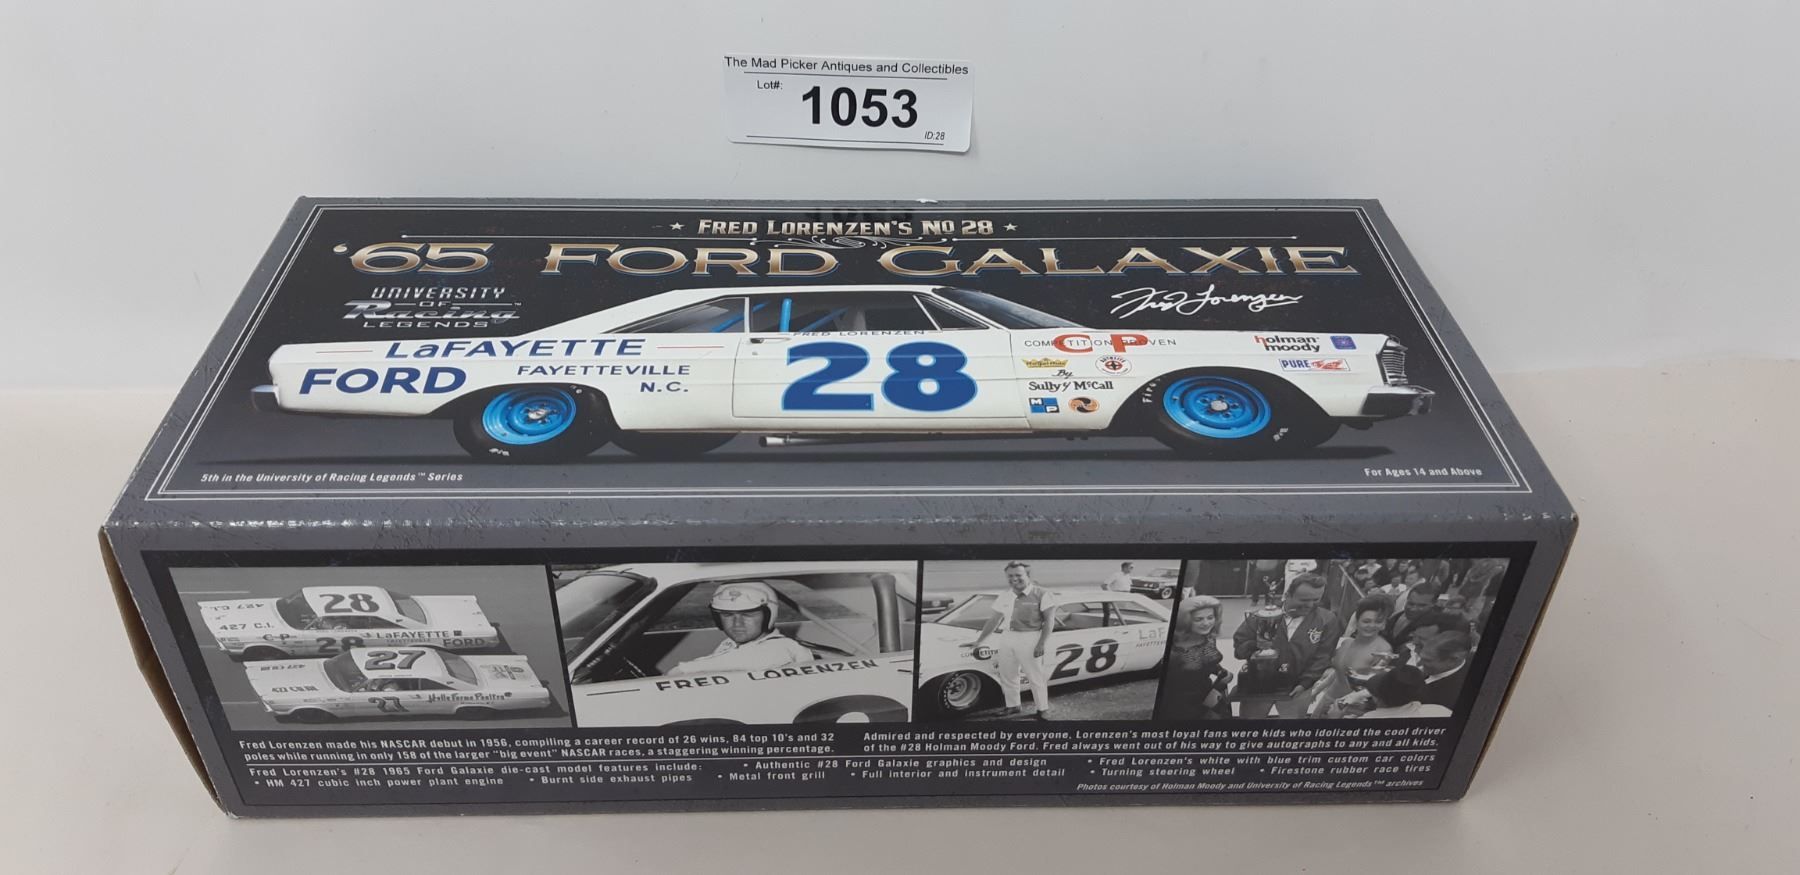 The Mad Picker Antiques and Collectibles
Lot#:
1053
ID:28
★ FRED LORENZEN'S NO 28 ★
'65 FORD GALAXIE
UNIVERSITY
OF
Racing™
LEGENDS
Fred Lorenzen
FRED LORENZEN
LaFAYETTE
FORD
FAYETTEVILLE
N.C.
28
COMPETITION PROVEN
CP
By
Sully & McCall
MP
holman
moody
PURE
5th in the University of Racing Legends™ Series
For Ages 14 and Above
28
427 C.I.
28
LaFAYETTE
FORD
27
27
FRED LORENZEN
28
LaF
Fred Lorenzen made his NASCAR debut in 1956, compiling a career record of 26 wins, 84 top 10's and 32
poles while running in only 158 of the larger "big event" NASCAR races, a staggering winning percentage.
Admired and respected by everyone, Lorenzen's most loyal fans were kids who idolized the cool driver
of the #28 Holman Moody Ford. Fred always went out of his way to give autographs to any and all kids.
Fred Lorenzen's #28 1965 Ford Galaxie die-cast model features include:
• Authentic #28 Ford Galaxie graphics and design
• Fred Lorenzen's white with blue trim custom car colors
• HM 427 cubic inch power plant engine
• Burnt side exhaust pipes
• Metal front grill
• Full interior and instrument detail
• Turning steering wheel
• Firestone rubber race tires
Photos courtesy of Holman Moody and University of Racing Legends™ archives